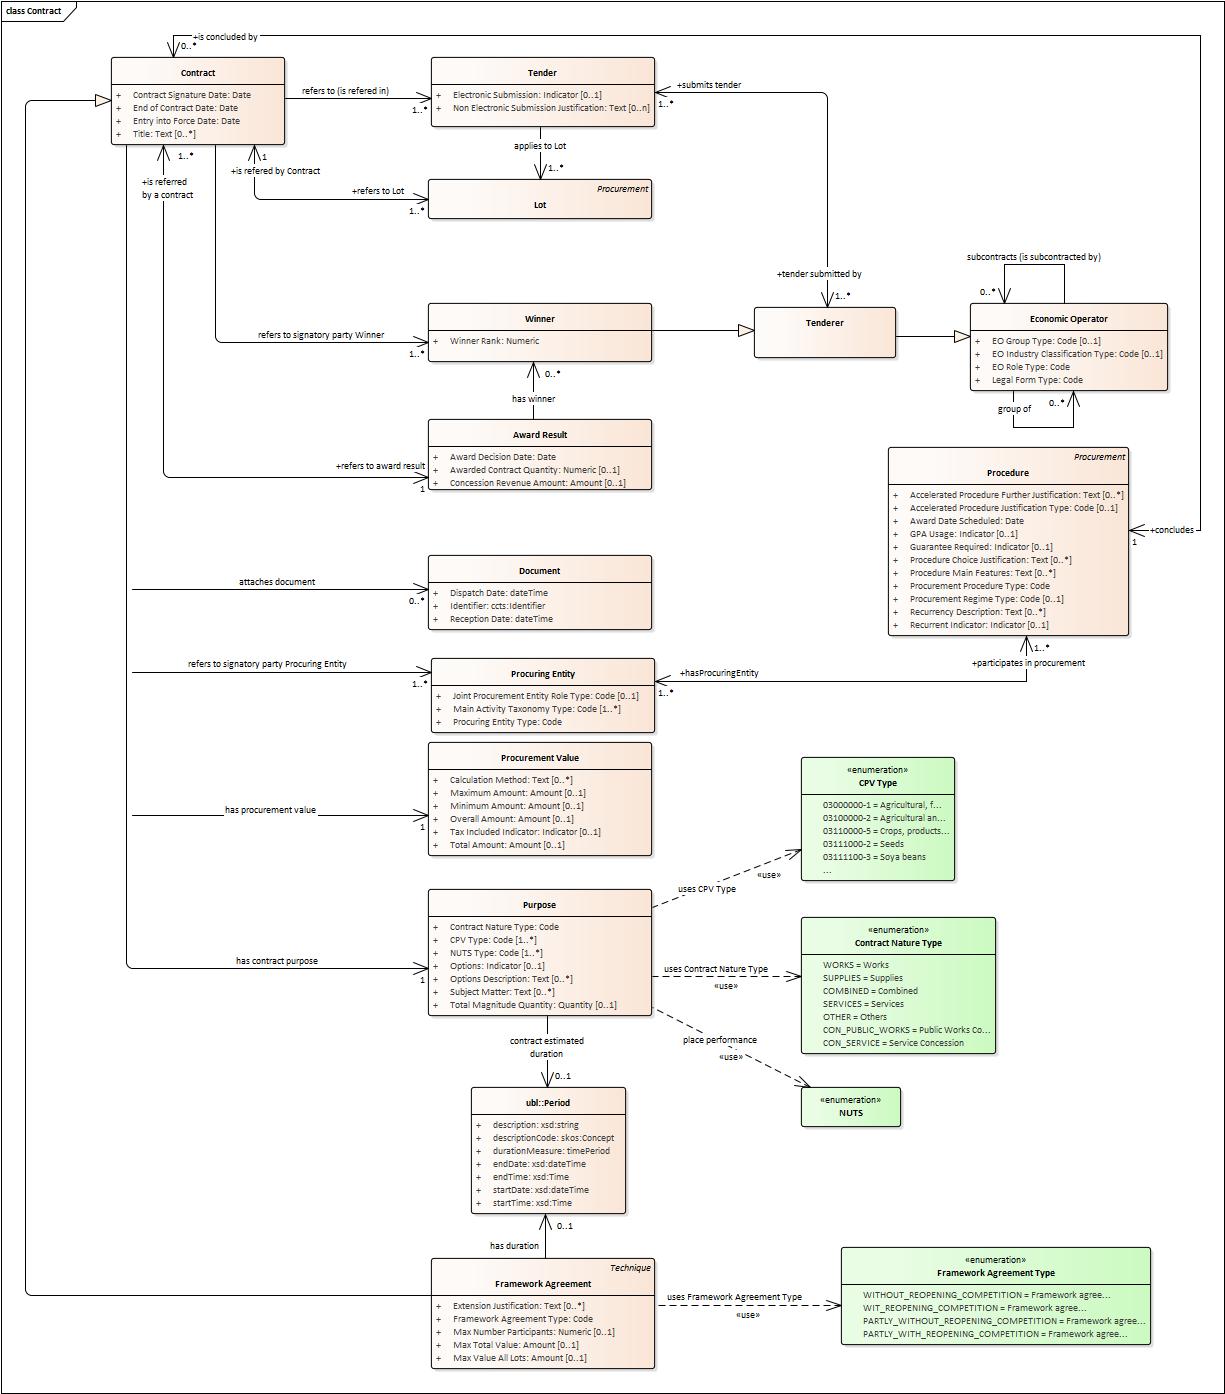 class Contract
+is concluded by
0..*
Contract
+ Contract Signature Date: Date
+ End of Contract Date: Date
+ Entry into Force Date: Date
+ Title: Text [0..*]
refers to (is refered in)
1..*
Tender
+ Electronic Submission: Indicator [0..1]
+ Non Electronic Submission Justification: Text [0..n]
+submits tender
1..*
applies to Lot
1..*
1..*
+is referred
by a contract
1
+is refered by Contract
+refers to Lot
1..*
Procurement
Lot
+tender submitted by
1..*
subcontracts (is subcontracted by)
0..*
refers to signatory party Winner
1..*
Winner
+ Winner Rank: Numeric
Tenderer
Economic Operator
+ EO Group Type: Code [0..1]
+ EO Industry Classification Type: Code [0..1]
+ EO Role Type: Code
+ Legal Form Type: Code
group of
0..*
0..*
has winner
+refers to award result
1
Award Result
+ Award Decision Date: Date
+ Awarded Contract Quantity: Numeric [0..1]
+ Concession Revenue Amount: Amount [0..1]
Procurement
Procedure
+ Accelerated Procedure Further Justification: Text [0..*]
+ Accelerated Procedure Justification Type: Code [0..1]
+ Award Date Scheduled: Date
+ GPA Usage: Indicator [0..1]
+ Guarantee Required: Indicator [0..1]
+ Procedure Choice Justification: Text [0..*]
+ Procedure Main Features: Text [0..*]
+ Procurement Procedure Type: Code
+ Procurement Regime Type: Code [0..1]
+ Recurrency Description: Text [0..*]
+ Recurrent Indicator: Indicator [0..1]
+concludes
1
attaches document
0..*
Document
+ Dispatch Date: dateTime
+ Identifier: ccts:Identifier
+ Reception Date: dateTime
1..*
+participates in procurement
refers to signatory party Procuring Entity
1..*
Procuring Entity
+ Joint Procurement Entity Role Type: Code [0..1]
+ Main Activity Taxonomy Type: Code [1..*]
+ Procuring Entity Type: Code
+hasProcuringEntity
1..*
has procurement value
1
Procurement Value
+ Calculation Method: Text [0..*]
+ Maximum Amount: Amount [0..1]
+ Minimum Amount: Amount [0..1]
+ Overall Amount: Amount [0..1]
+ Tax Included Indicator: Indicator [0..1]
+ Total Amount: Amount [0..1]
«enumeration»
CPV Type
03000000-1 = Agricultural, f...
03100000-2 = Agricultural an...
03110000-5 = Crops, products...
03111000-2 = Seeds
03111100-3 = Soya beans
...
uses CPV Type
«use»
has contract purpose
1
Purpose
+ Contract Nature Type: Code
+ CPV Type: Code [1..*]
+ NUTS Type: Code [1..*]
+ Options: Indicator [0..1]
+ Options Description: Text [0..*]
+ Subject Matter: Text [0..*]
+ Total Magnitude Quantity: Quantity [0..1]
uses Contract Nature Type
«use»
«enumeration»
Contract Nature Type
WORKS = Works
SUPPLIES = Supplies
COMBINED = Combined
SERVICES = Services
OTHER = Others
CON_PUBLIC_WORKS = Public Works Co...
CON_SERVICE = Service Concession
place performance
«use»
«enumeration»
NUTS
contract estimated
duration
0..1
ubl::Period
+ description: xsd:string
+ descriptionCode: skos:Concept
+ durationMeasure: timePeriod
+ endDate: xsd:dateTime
+ endTime: xsd:Time
+ startDate: xsd:dateTime
+ startTime: xsd:Time
0..1
has duration
Technique
Framework Agreement
+ Extension Justification: Text [0..*]
+ Framework Agreement Type: Code
+ Max Number Participants: Numeric [0..1]
+ Max Total Value: Amount [0..1]
+ Max Value All Lots: Amount [0..1]
uses Framework Agreement Type
«use»
«enumeration»
Framework Agreement Type
WITHOUT_REOPENING_COMPETITION = Framework agree...
WIT_REOPENING_COMPETITION = Framework agree...
PARTLY_WITHOUT_REOPENING_COMPETITION = Framework agree...
PARTLY_WITH_REOPENING_COMPETITION = Framework agree...